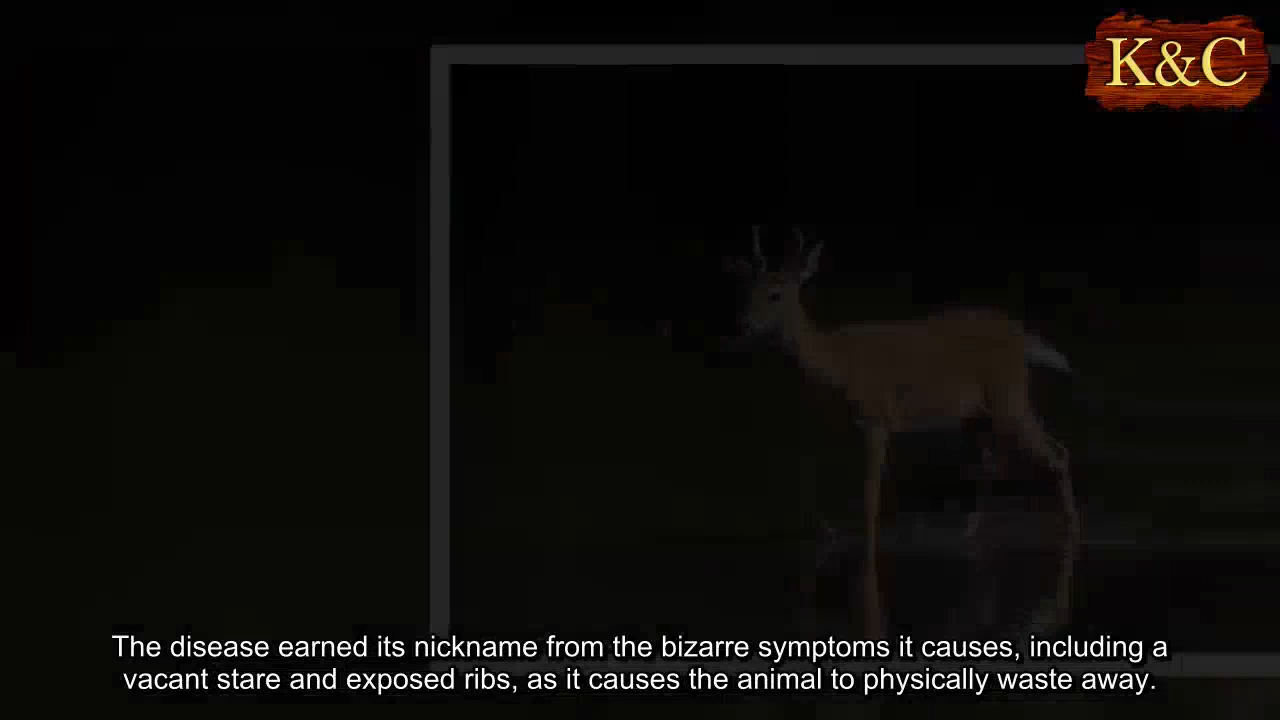 K&C
The disease earned its nickname from the bizarre symptoms it causes, including a
vacant stare and exposed ribs, as it causes the animal to physically waste away.